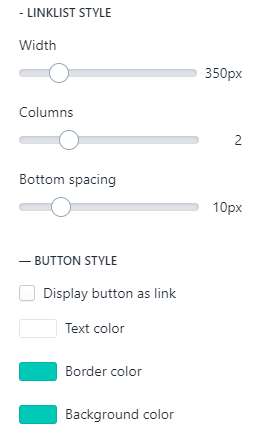 - LINKLIST STYLE
Width
350px
Columns
2
Bottom spacing
10px
— BUTTON STYLE
Display button as link
Text color
Border color
Background color